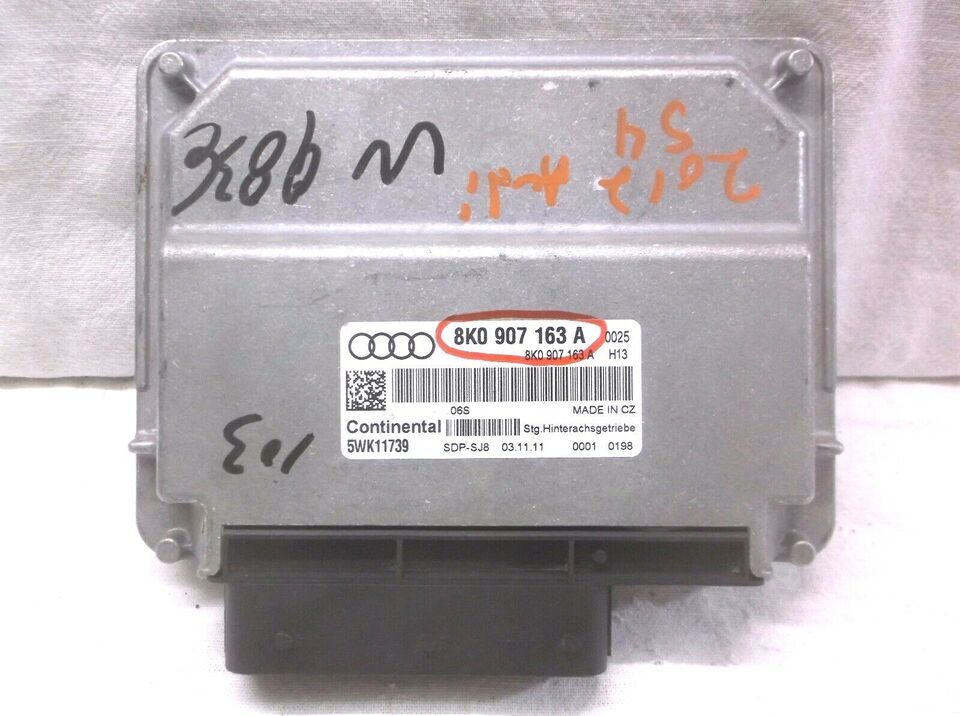 2012 Audi
S4
8K0 907 163 A 0025
8K0 907 163 A H13
06S MADE IN CZ
Continental Stg.Hinterachsgetriebe
5WK11739 SDP-SJ8 03.11.11 0001 0198
103